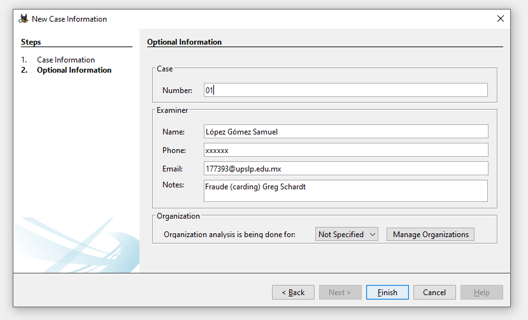 New Case Information
Steps
1. Case Information
2. Optional Information
Optional Information
Case
Number: 01
Examiner
Name: López Gómez Samuel
Phone: xxxxxx
Email: 177393@upslp.edu.mx
Notes: Fraude (carding) Greg Schardt
Organization
Organization analysis is being done for: Not Specified Manage Organizations
< Back Next > Finish Cancel Help